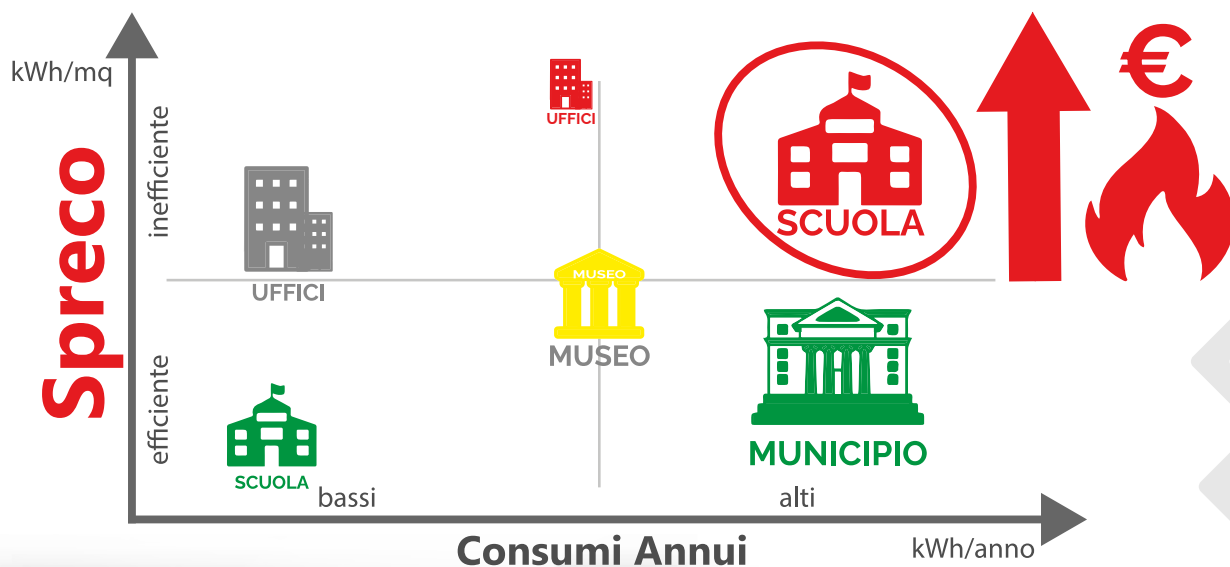 kWh/mq
Spreco
inefficiente
efficiente
UFFICI
€
SCUOLA
UFFICI
MUSEO
MUSEO
MUNICIPIO
SCUOLA
bassi
alti
Consumi Annui
kWh/anno